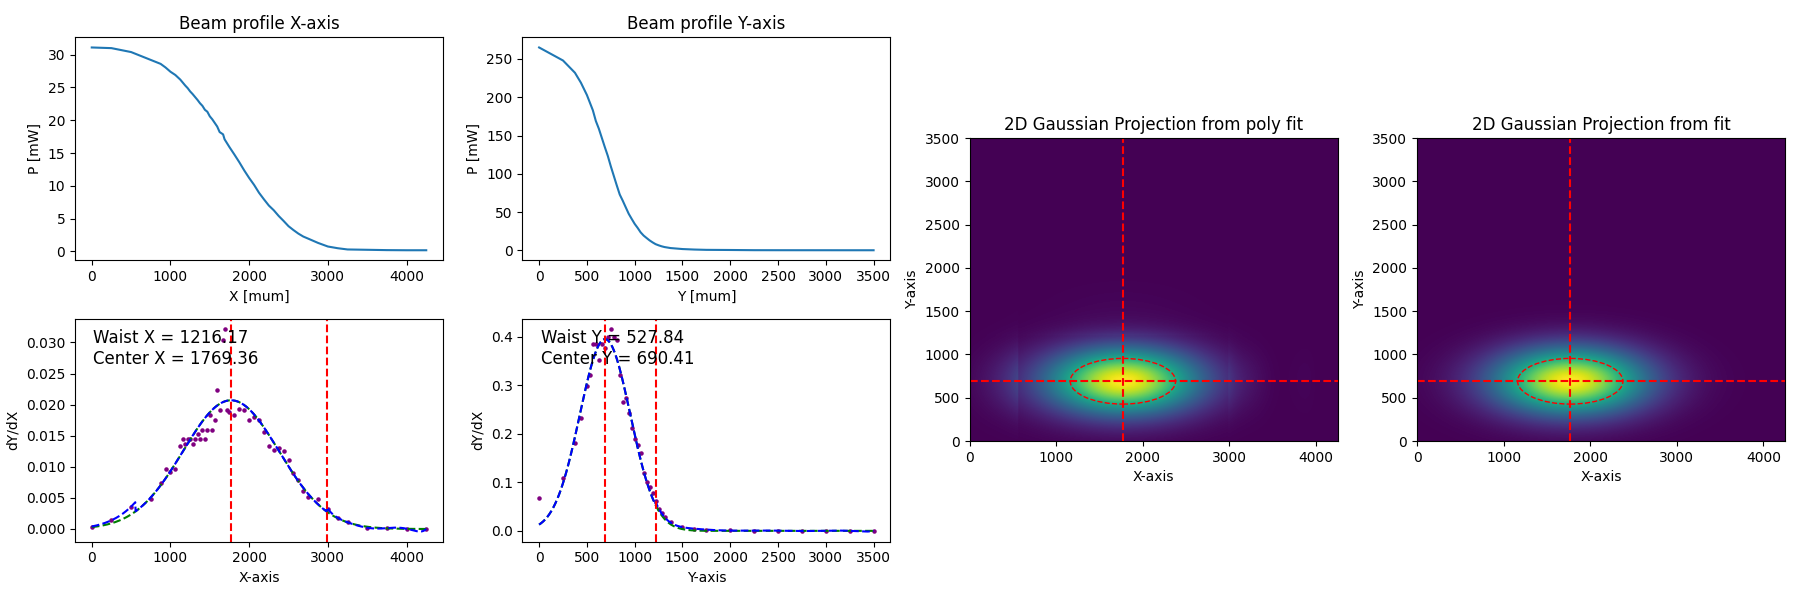 Beam profile X-axis
P [mW]
30
25
20
15
10
5
0
0 1000 2000 3000 4000
X [mum]
Beam profile Y-axis
P [mW]
250
200
150
100
50
0
0 500 1000 1500 2000 2500 3000 3500
Y [mum]
Waist X = 1216.17
Center X = 1769.36
dY/dX
0.030
0.025
0.020
0.015
0.010
0.005
0.000
0 1000 2000 3000 4000
X-axis
Waist Y = 527.84
Center Y = 690.41
dY/dX
0.4
0.3
0.2
0.1
0.0
0 500 1000 1500 2000 2500 3000 3500
Y-axis
2D Gaussian Projection from poly fit
Y-axis
3500
3000
2500
2000
1500
1000
500
0
0 1000 2000 3000 4000
X-axis
2D Gaussian Projection from fit
Y-axis
3500
3000
2500
2000
1500
1000
500
0
0 1000 2000 3000 4000
X-axis